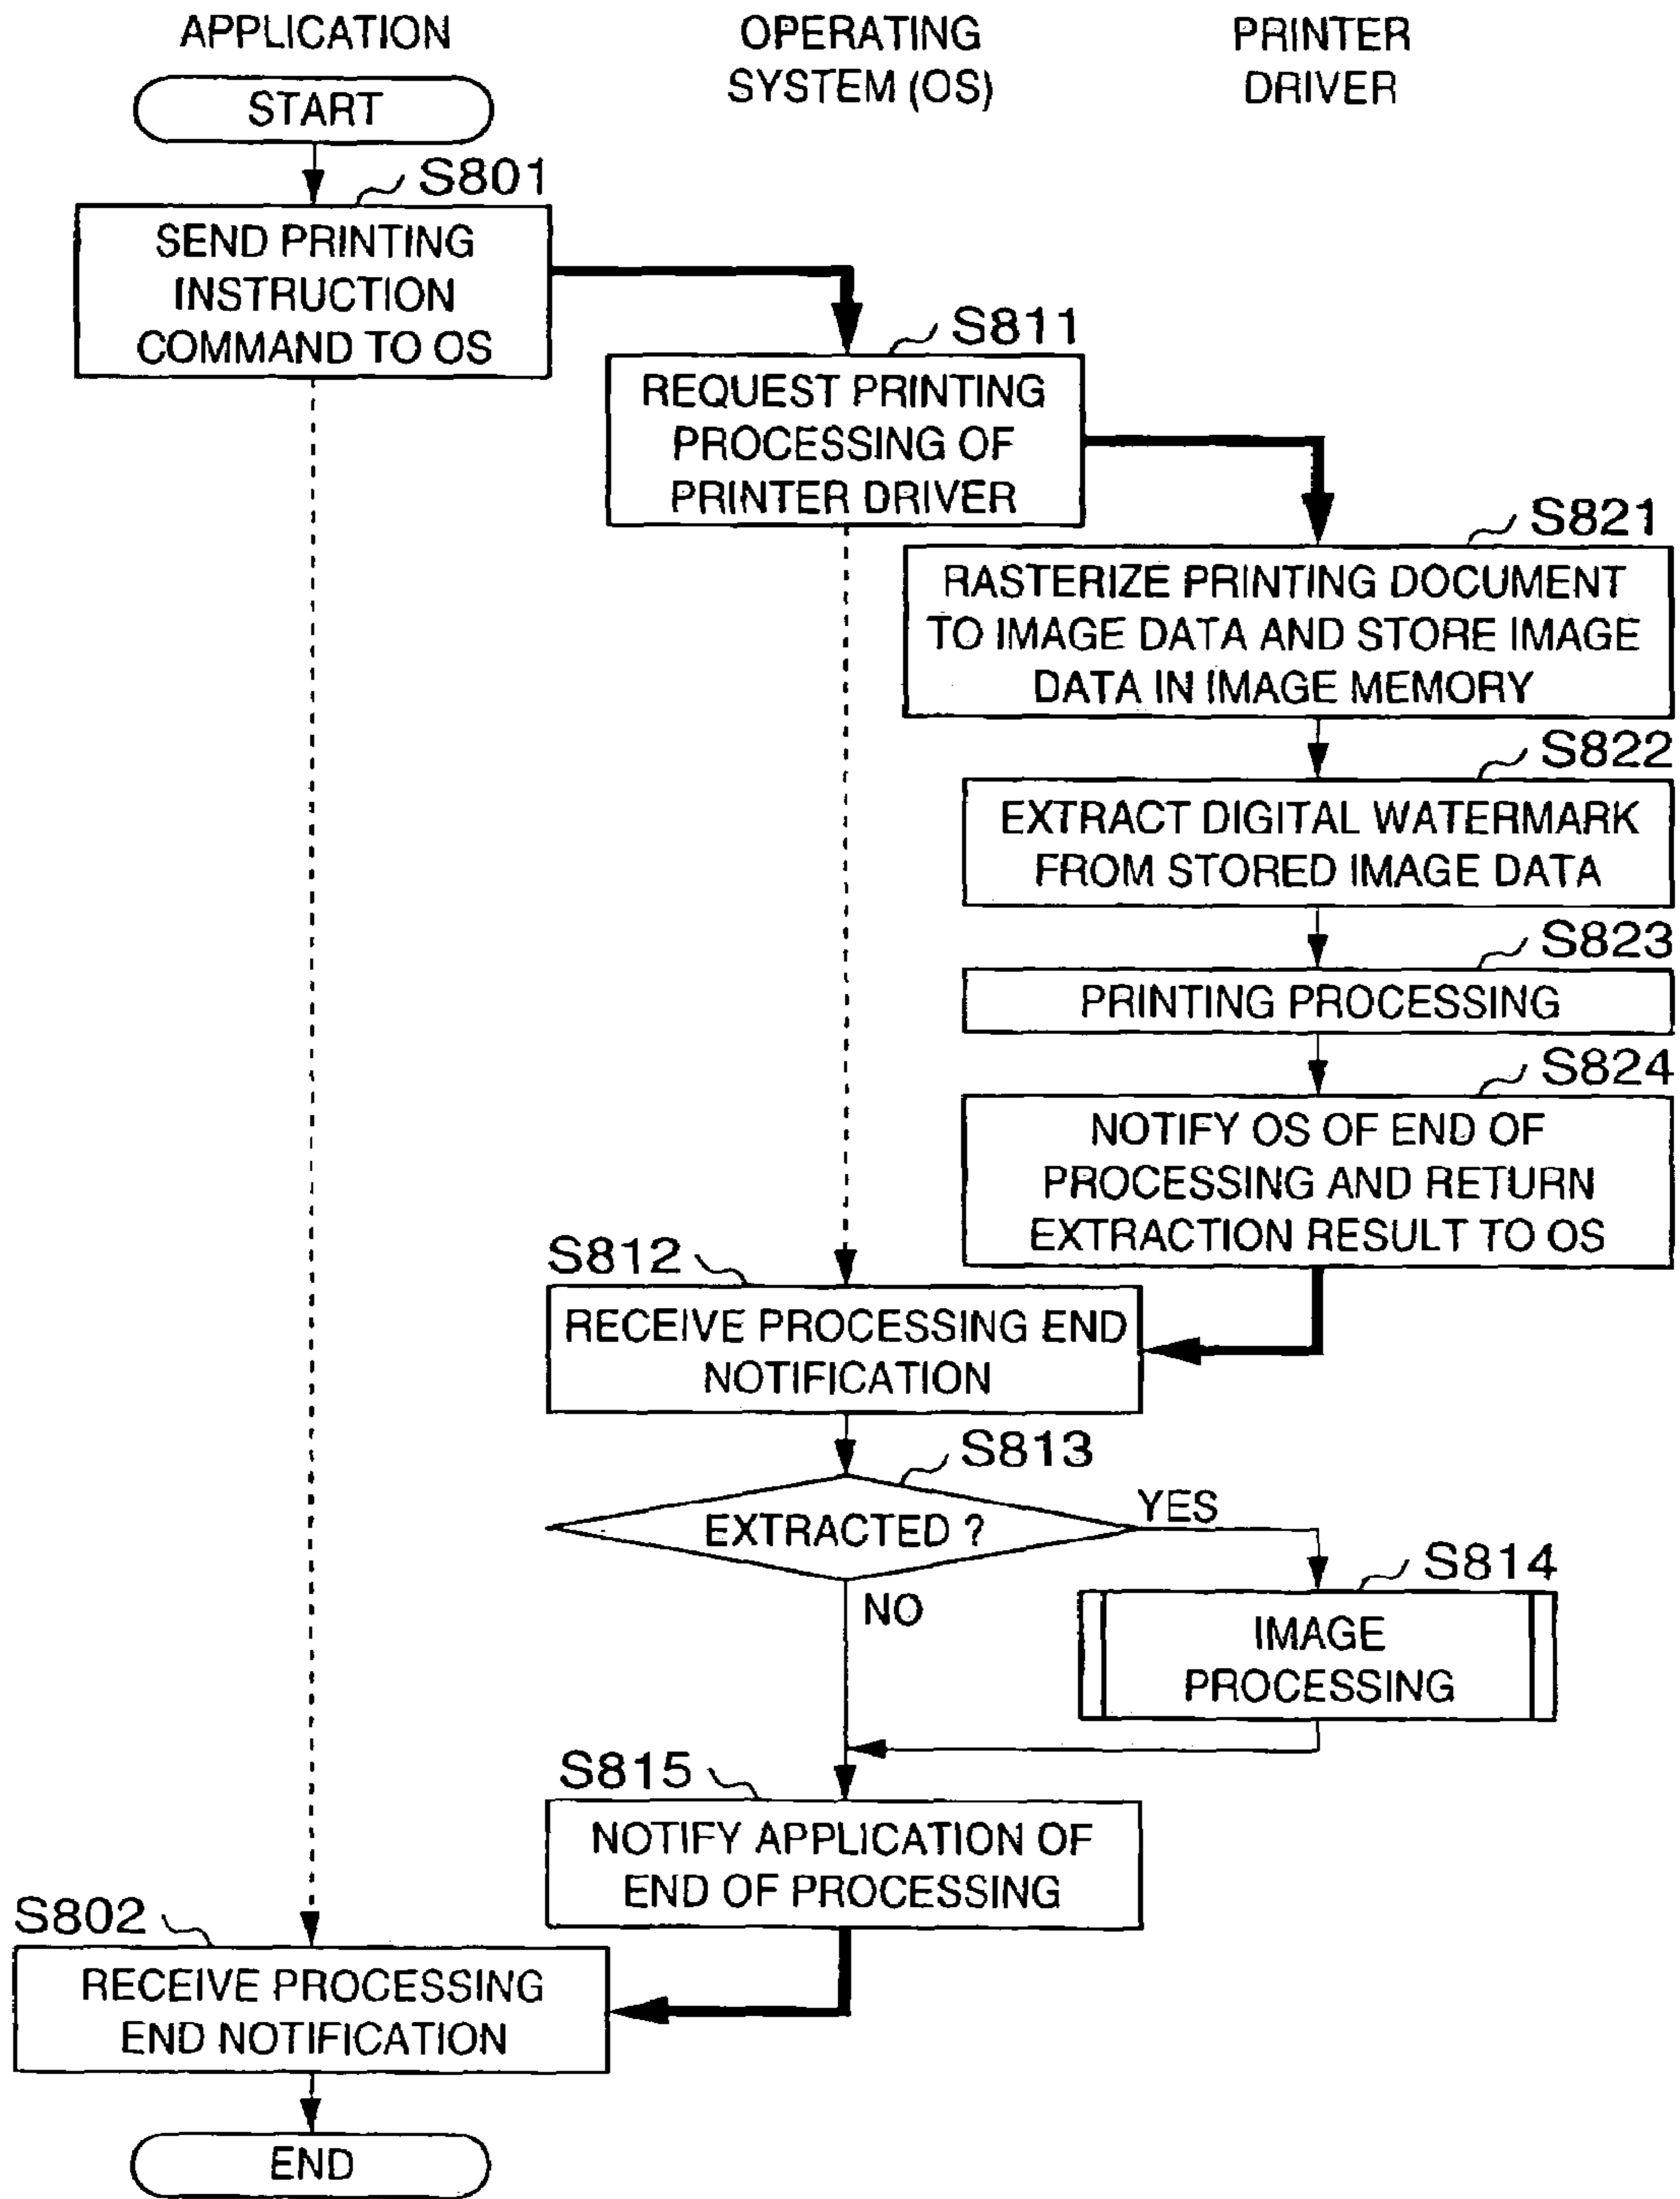 APPLICATION
OPERATING
SYSTEM (OS)
PRINTER
DRIVER
START
S801
SEND PRINTING
INSTRUCTION
COMMAND TO OS
S811
REQUEST PRINTING
PROCESSING OF
PRINTER DRIVER
S821
RASTERIZE PRINTING DOCUMENT
TO IMAGE DATA AND STORE IMAGE
DATA IN IMAGE MEMORY
S822
EXTRACT DIGITAL WATERMARK
FROM STORED IMAGE DATA
S823
PRINTING PROCESSING
S824
NOTIFY OS OF END OF
PROCESSING AND RETURN
EXTRACTION RESULT TO OS
S812
RECEIVE PROCESSING END
NOTIFICATION
S813
EXTRACTED ?
YES
NO
S814
IMAGE
PROCESSING
S815
NOTIFY APPLICATION OF
END OF PROCESSING
S802
RECEIVE PROCESSING
END NOTIFICATION
END